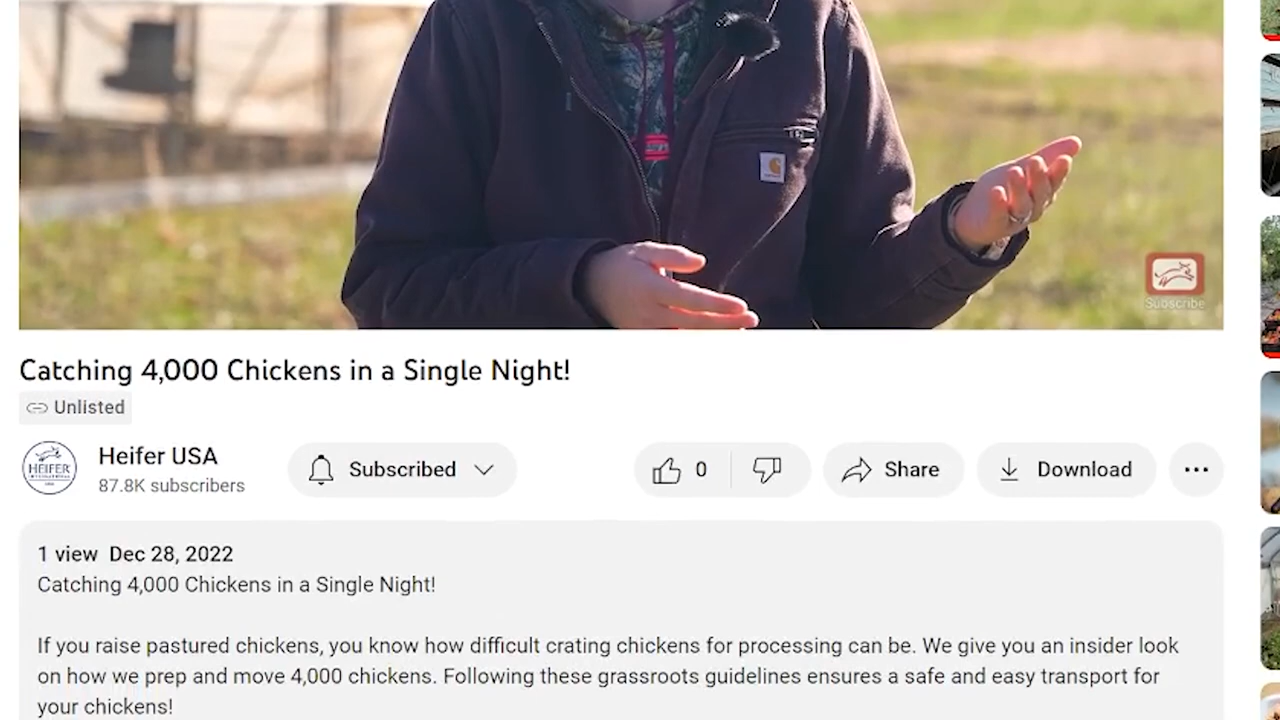 Subscribe
Catching 4,000 Chickens in a Single Night!
Unlisted
HEIFER
Heifer USA
87.8K subscribers
Subscribed
0
Share
Download
1 view Dec 28, 2022
Catching 4,000 Chickens in a Single Night!
If you raise pastured chickens, you know how difficult crating chickens for processing can be. We give you an insider look
on how we prep and move 4,000 chickens. Following these grassroots guidelines ensures a safe and easy transport for
your chickens!